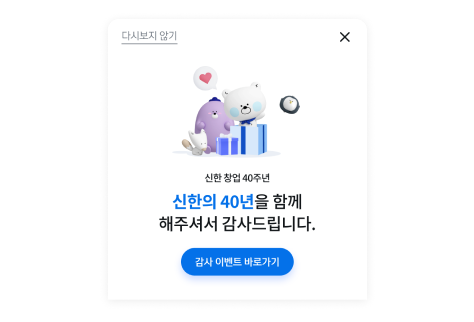 다시보지 않기
신한 창업 40주년
신한의 40년을 함께
해주셔서 감사드립니다.
감사 이벤트 바로가기